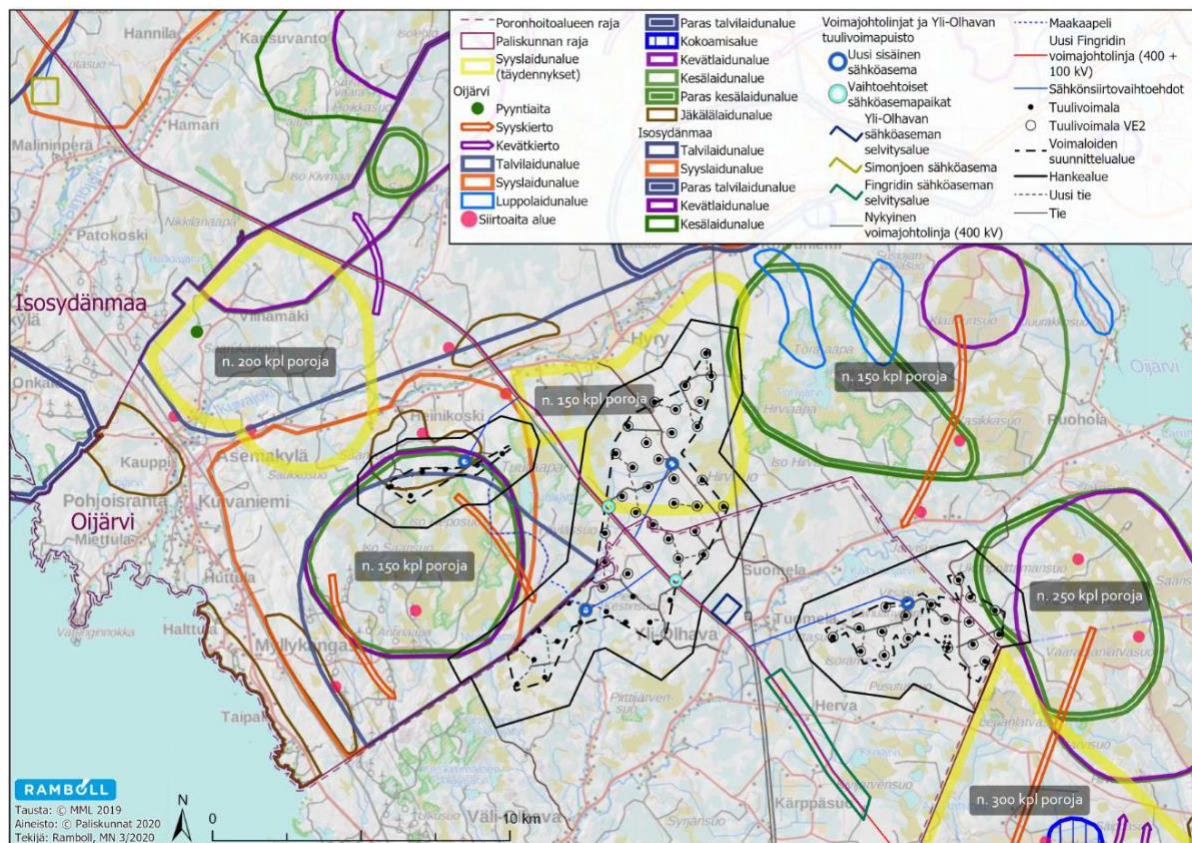 Poronhoitoalueen raja
Paliskunnan raja
Syyslaidunalue
(täydennykset)
Oijärvi
Pyyntiaita
Syyskierto
Kevätkierto
Talvilaidunalue
Syyslaidunalue
Luppolaidunalue
Siirtoaita alue
Paras talvilaidunalue
Kokoamisalue
Kevätlaidunalue
Kesälaidunalue
Paras kesälaidunalue
Jäkälälaidunalue
Isosydänmaa
Talvilaidunalue
Syyslaidunalue
Paras talvilaidunalue
Kevätlaidunalue
Kesälaidunalue
Voimajohtolinjat ja Yli-Olhavan
tuulivoimapuisto
Uusi sisäinen
sähköasema
Vaihtoehtoiset
sähköasemapaikat
Yli-Olhavan
sähköaseman
selvitysalue
Simonjoen sähköasema
Fingridin sähköaseman
selvitysalue
Nykyinen
voimajohtolinja (400 kV)
Maakaapeli
Uusi Fingridin
voimajohtolinja (400 +
100 kV)
Sähkönsiirtovaihtoehdot
Tuulivoimala
Tuulivoimala VE2
Voimaloiden
suunnittelualue
Hankealue
Uusi tie
Tie
Hannila
Kansuvanto
Hamari
Malininperä
Nikkilänaapa
Patokoski
Isosydänmaa
Viinamäki
n. 200 kpl poroja
Hyry
n. 150 kpl poroja
n. 150 kpl poroja
Oijärvi
Ruohola
Heinikoski
Asemakylä
Kauppi
Kuivaniemi
Pohjoisranta
Miettula
Oijärvi
n. 150 kpl poroja
Huttula
Halttula
Myllykangas
Suomela
Tuomela
n. 250 kpl poroja
Yli-Olhava
Herva
Kärppäsuo
n. 300 kpl poroja
RAMBOLL
Tausta: © MML 2019
Aineisto: © Paliskunnat 2020
Tekijä: Ramboll, MN 3/2020
N
0
10 km